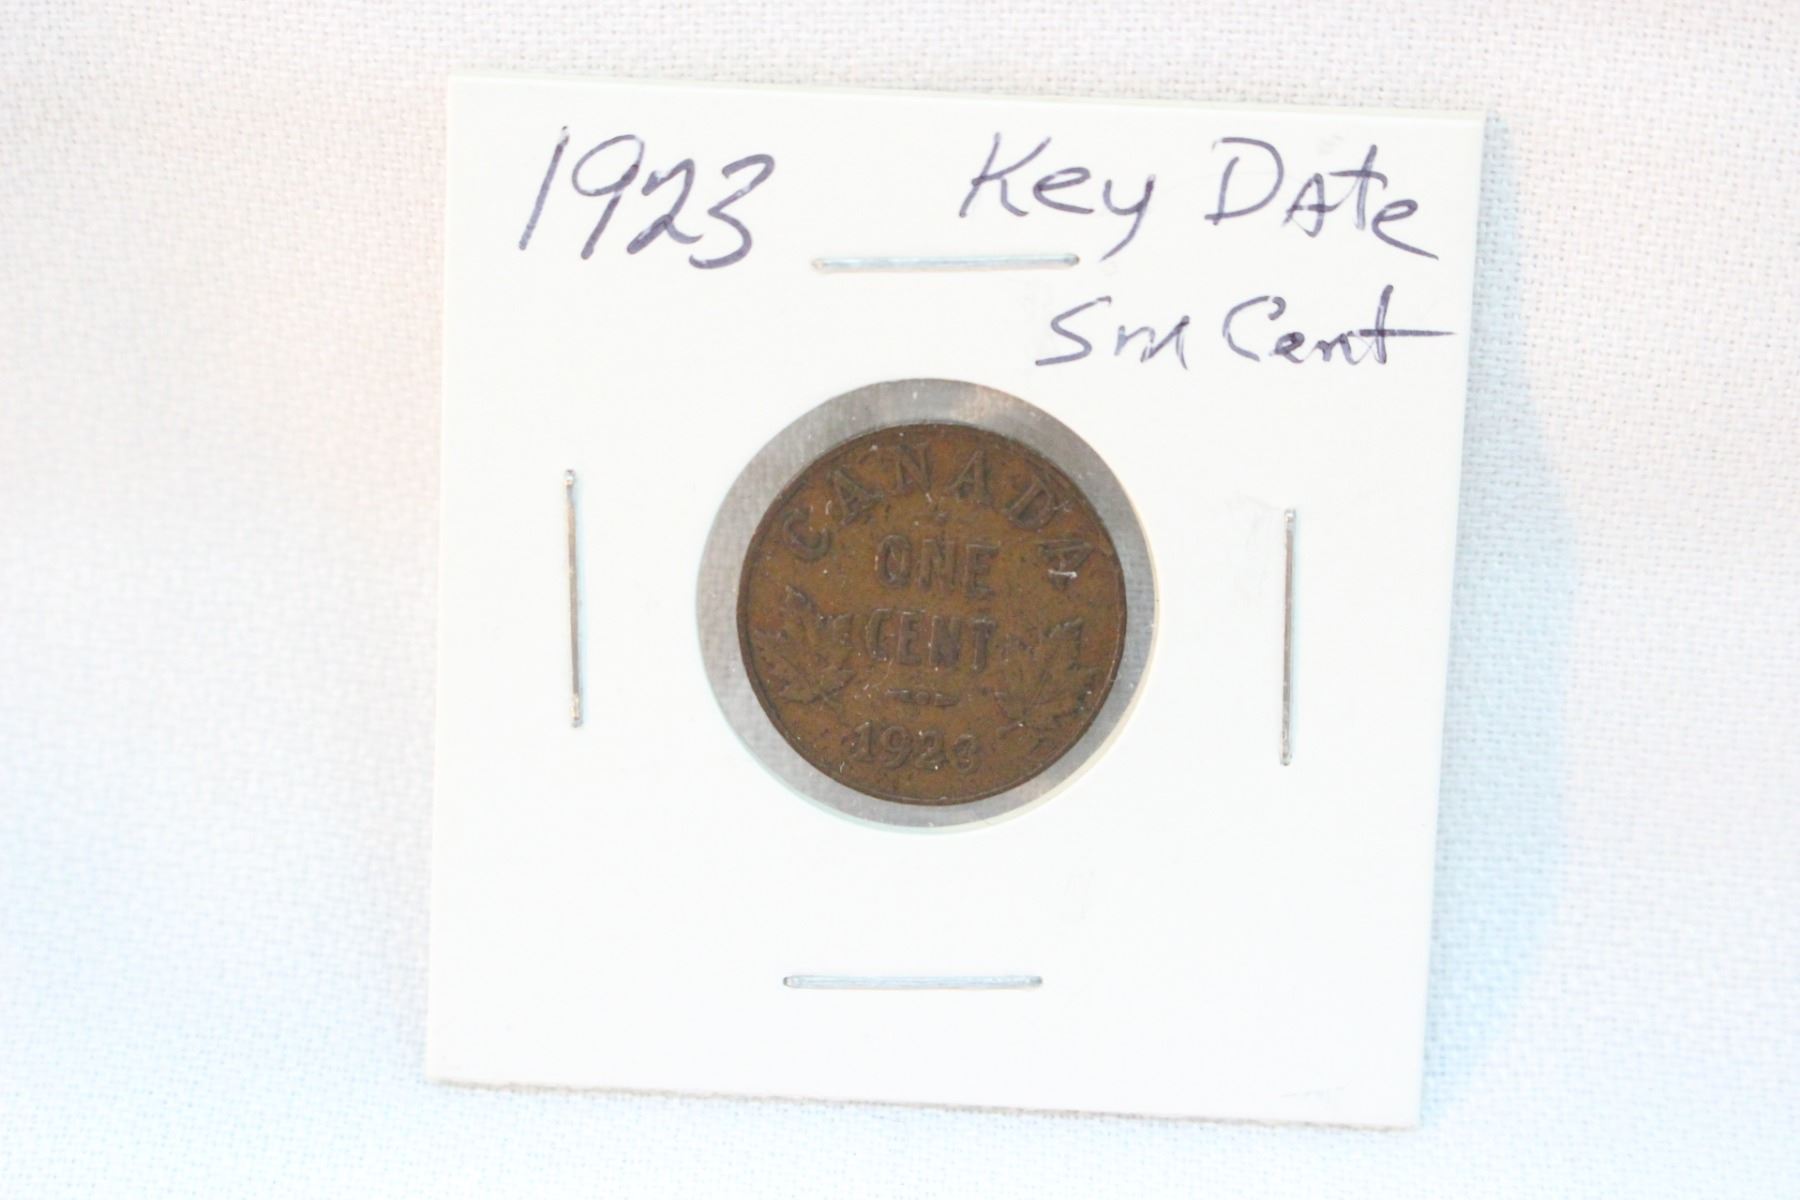 1923 Key Date
Sm Cent
CANADA
ONE
CENT
1923